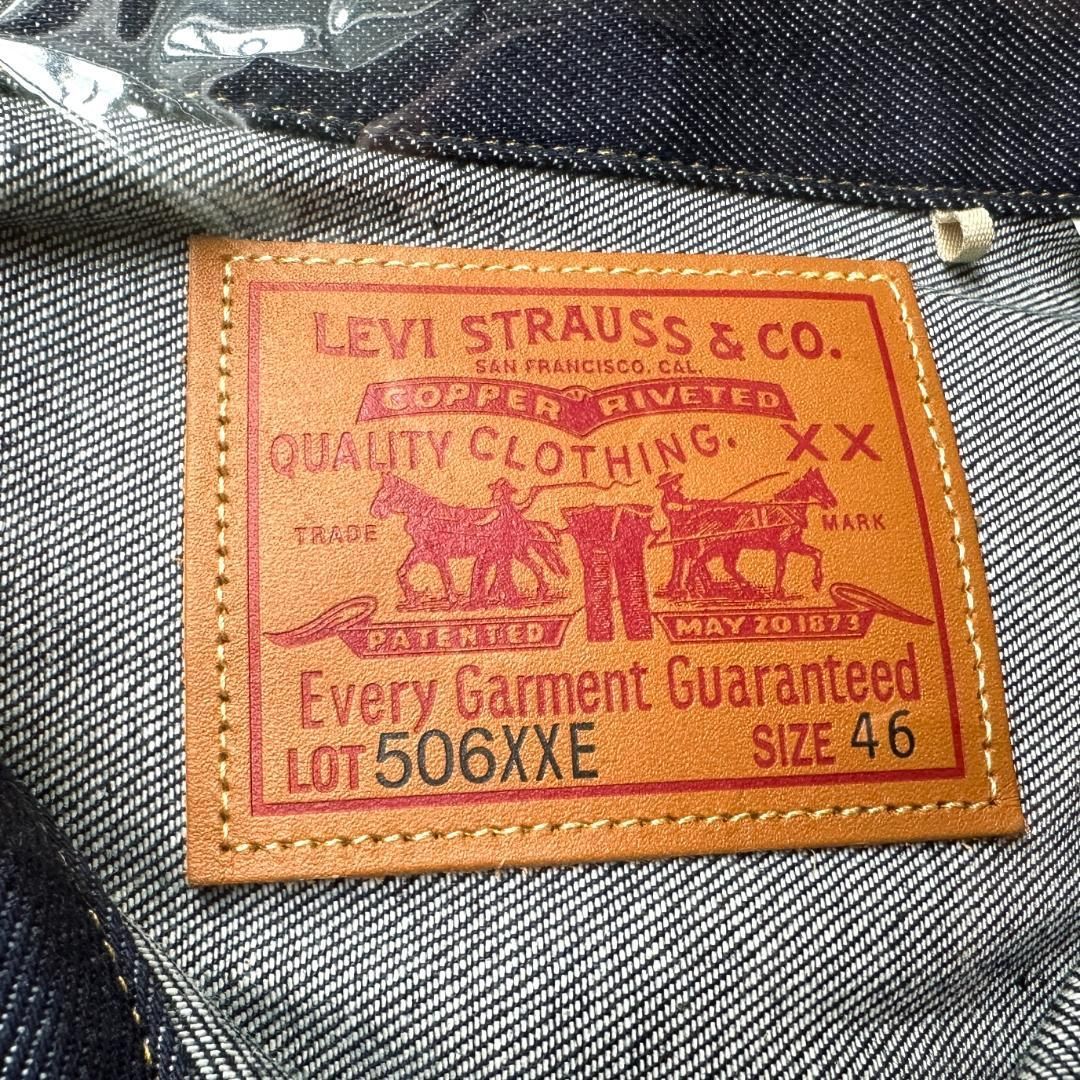 LEVI STRAUSS & CO.
SAN FRANCISCO, CAL.
COPPER RIVETED
QUALITY CLOTHING. XX
TRADE MARK
PATENTED MAY 20 1873
Every Garment Guaranteed
LOT 506XXE SIZE 46